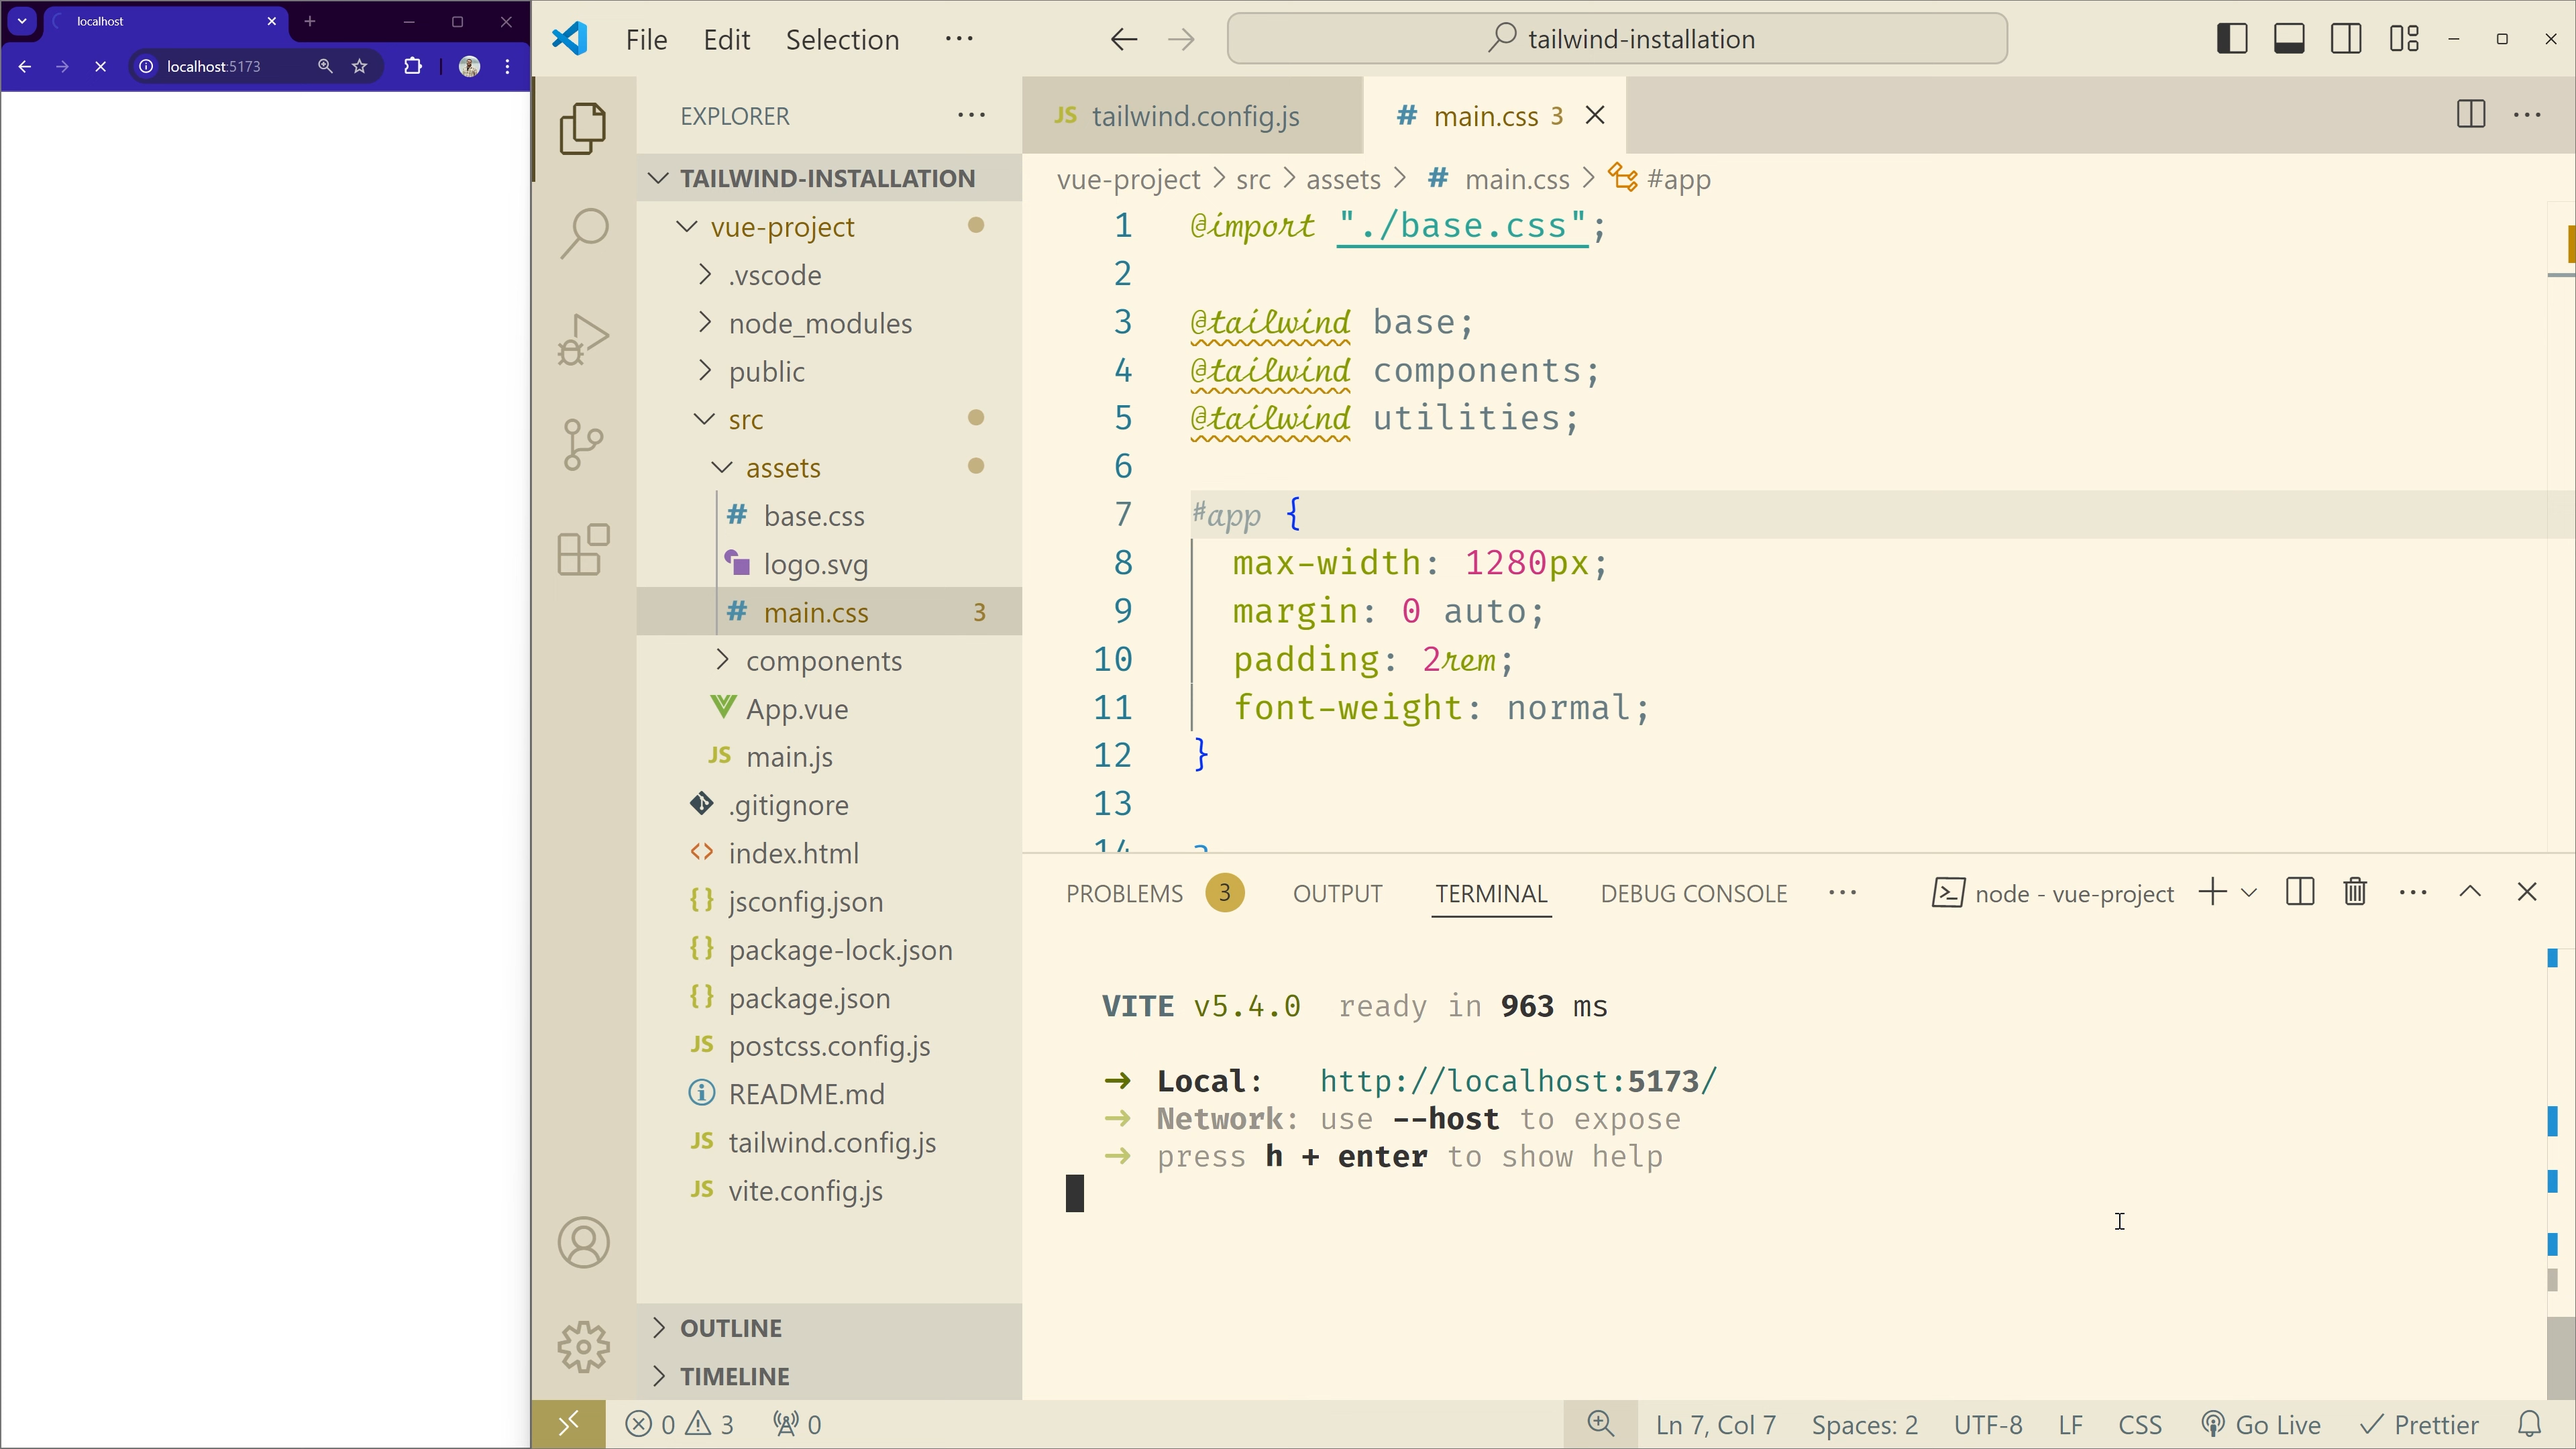 localhost
localhost:5173
File Edit Selection ···
tailwind-installation
EXPLORER
TAILWIND-INSTALLATION
vue-project
.vscode
node_modules
public
src
assets
base.css
logo.svg
main.css 3
components
App.vue
main.js
.gitignore
index.html
jsconfig.json
package-lock.json
package.json
postcss.config.js
README.md
tailwind.config.js
vite.config.js
OUTLINE
TIMELINE
tailwind.config.js
main.css 3
vue-project > src > assets > # main.css > #app
1 @import "./base.css";
2
3 @tailwind base;
4 @tailwind components;
5 @tailwind utilities;
6
7 #app {
8 max-width: 1280px;
9 margin: 0 auto;
10 padding: 2rem;
11 font-weight: normal;
12 }
13
14
PROBLEMS 3 OUTPUT TERMINAL DEBUG CONSOLE ··· node - vue-project
VITE v5.4.0 ready in 963 ms
➜ Local: http://localhost:5173/
➜ Network: use --host to expose
➜ press h + enter to show help
0 3 0 Ln 7, Col 7 Spaces: 2 UTF-8 LF CSS Go Live Prettier